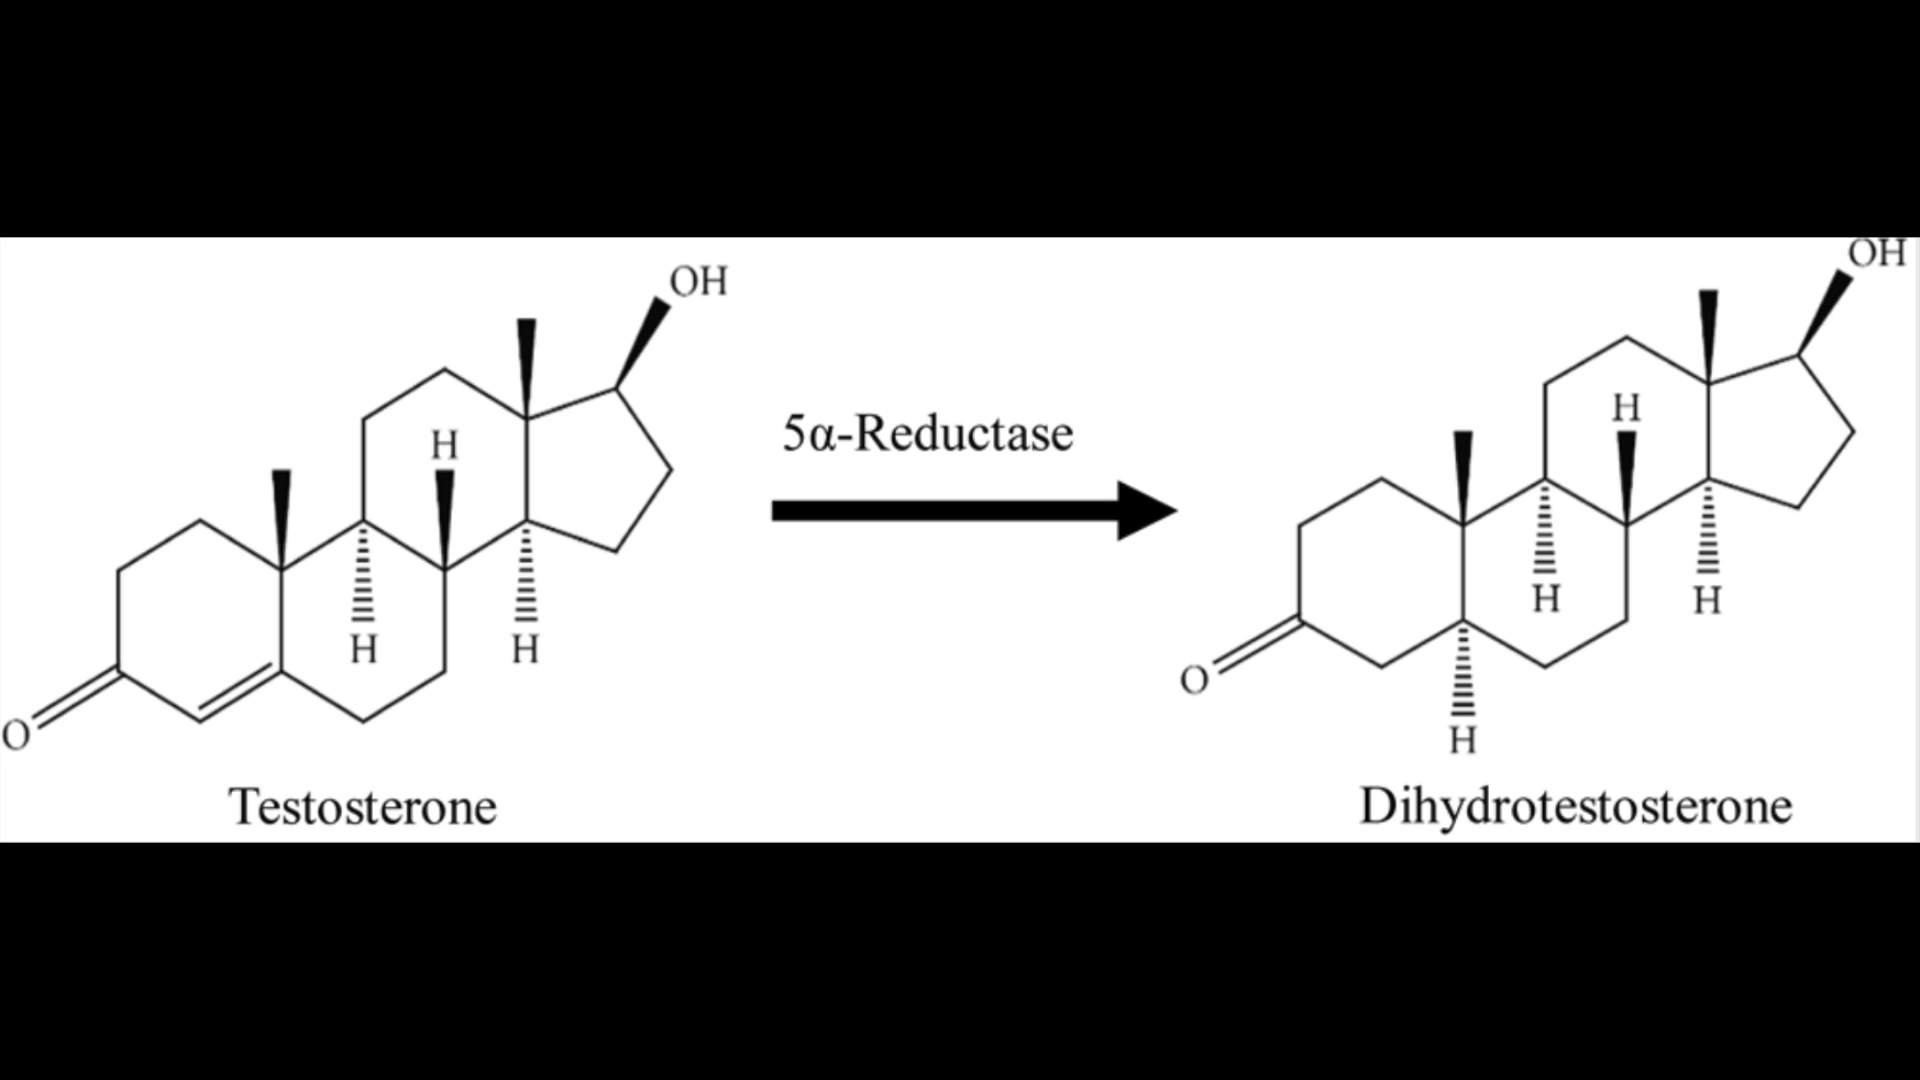 OH
H
H
H
O
Testosterone
5α-Reductase
OH
H
H
H
O
H
Dihydrotestosterone